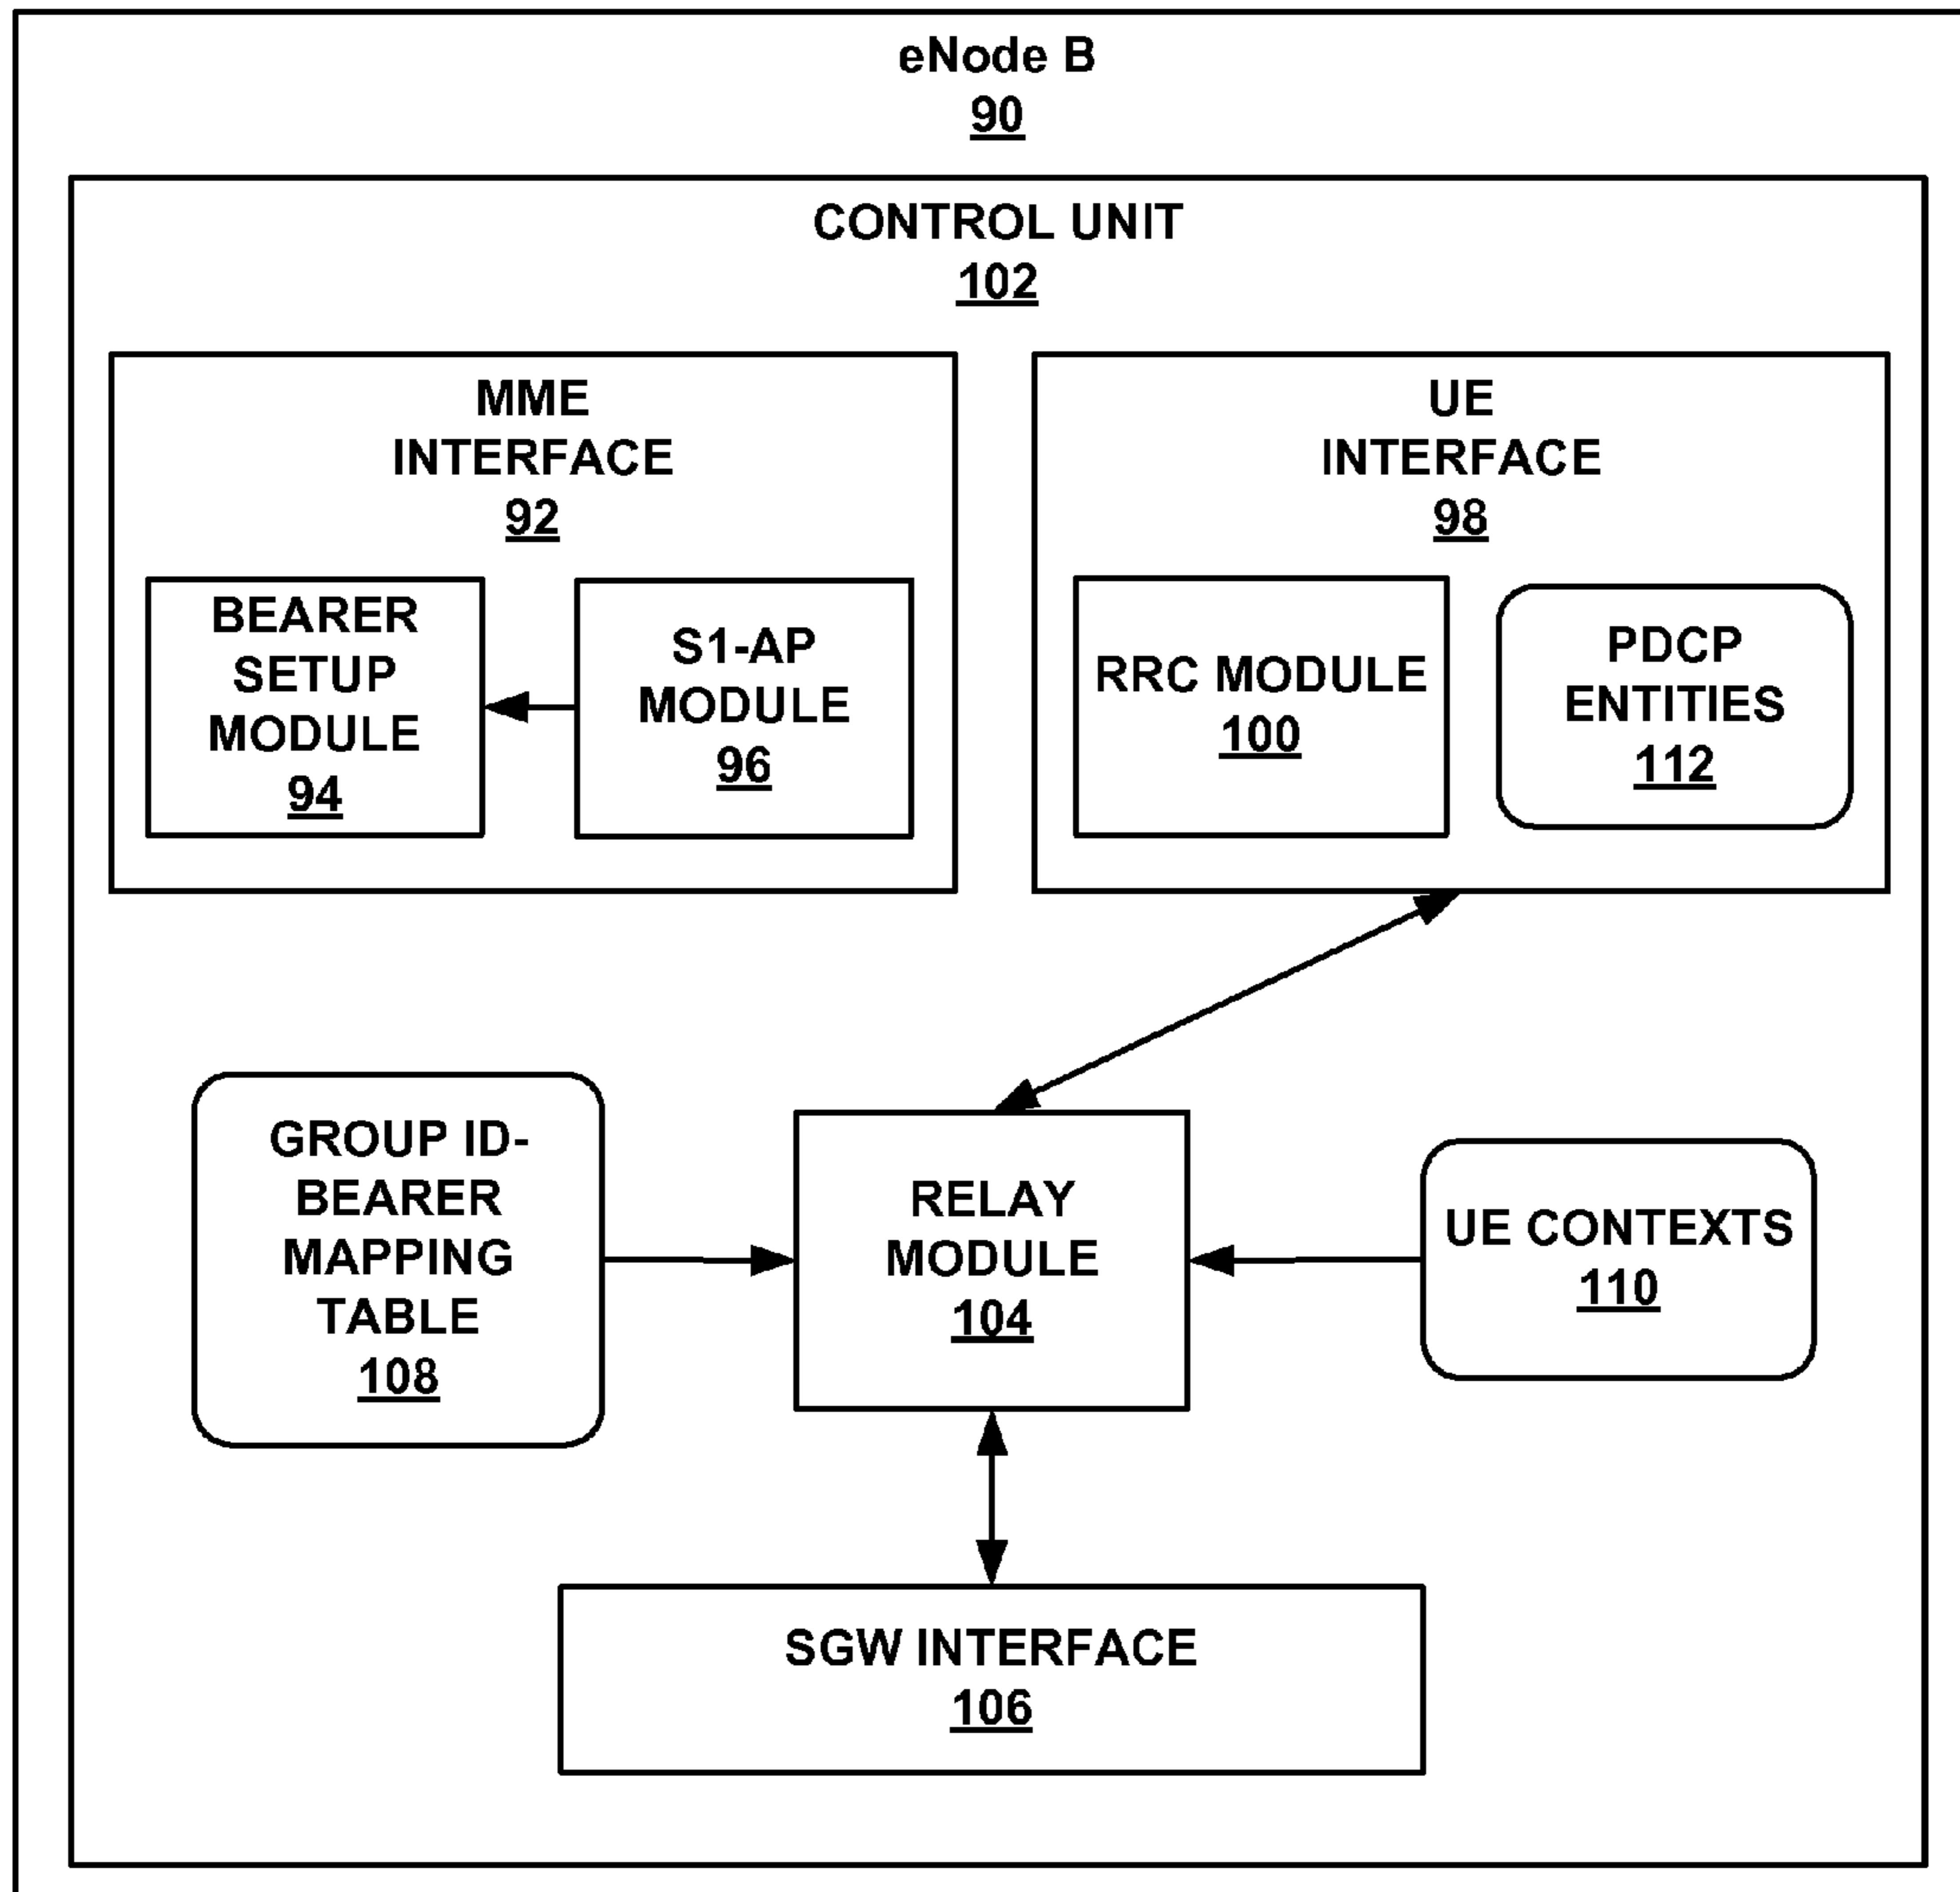 eNode B
90
CONTROL UNIT
102
MME
INTERFACE
92
BEARER
SETUP
MODULE
94
S1-AP
MODULE
96
UE
INTERFACE
98
RRC MODULE
100
PDCP
ENTITIES
112
GROUP ID-
BEARER
MAPPING
TABLE
108
RELAY
MODULE
104
UE CONTEXTS
110
SGW INTERFACE
106